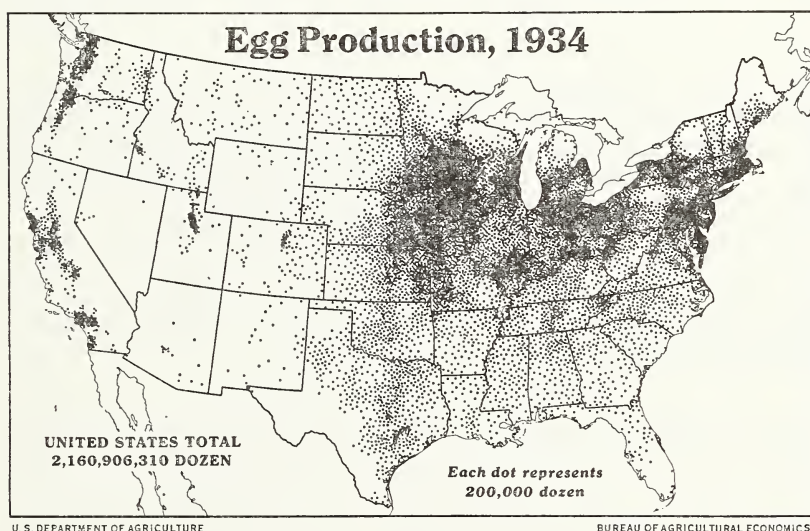 Egg Production, 1934
UNITED STATES TOTAL
2,160,906,310 DOZEN
Each dot represents
200,000 dozen
U. S. DEPARTMENT OF AGRICULTURE
BUREAU OF AGRICULTURAL ECONOMICS